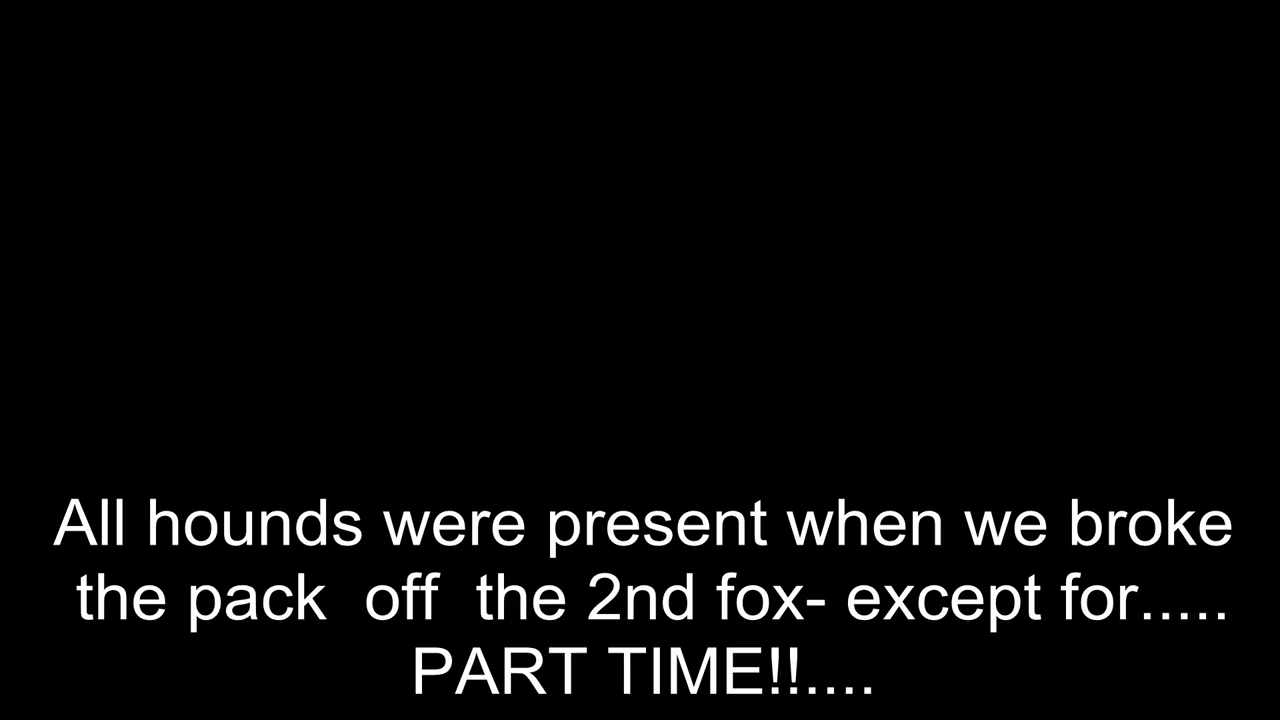 All hounds were present when we broke
the pack  off  the 2nd fox- except for.....
PART TIME!!....